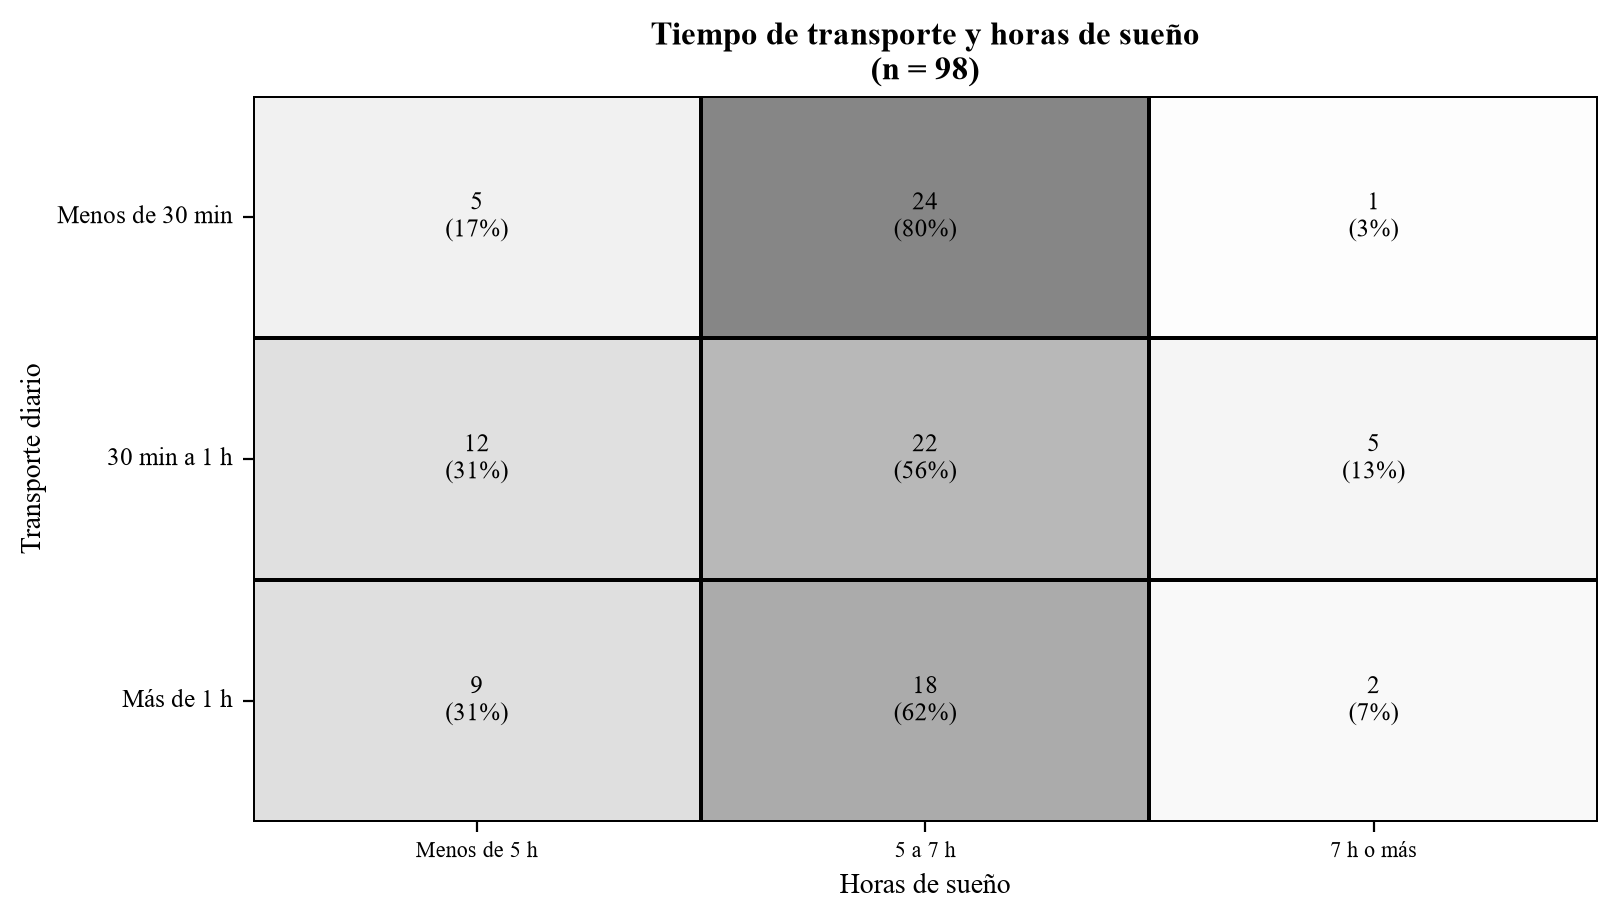 Tiempo de transporte y horas de sueño
(n = 98)
Transporte diario
Menos de 30 min
5
(17%)
24
(80%)
1
(3%)
30 min a 1 h
12
(31%)
22
(56%)
5
(13%)
Más de 1 h
9
(31%)
18
(62%)
2
(7%)
Menos de 5 h
5 a 7 h
7 h o más
Horas de sueño